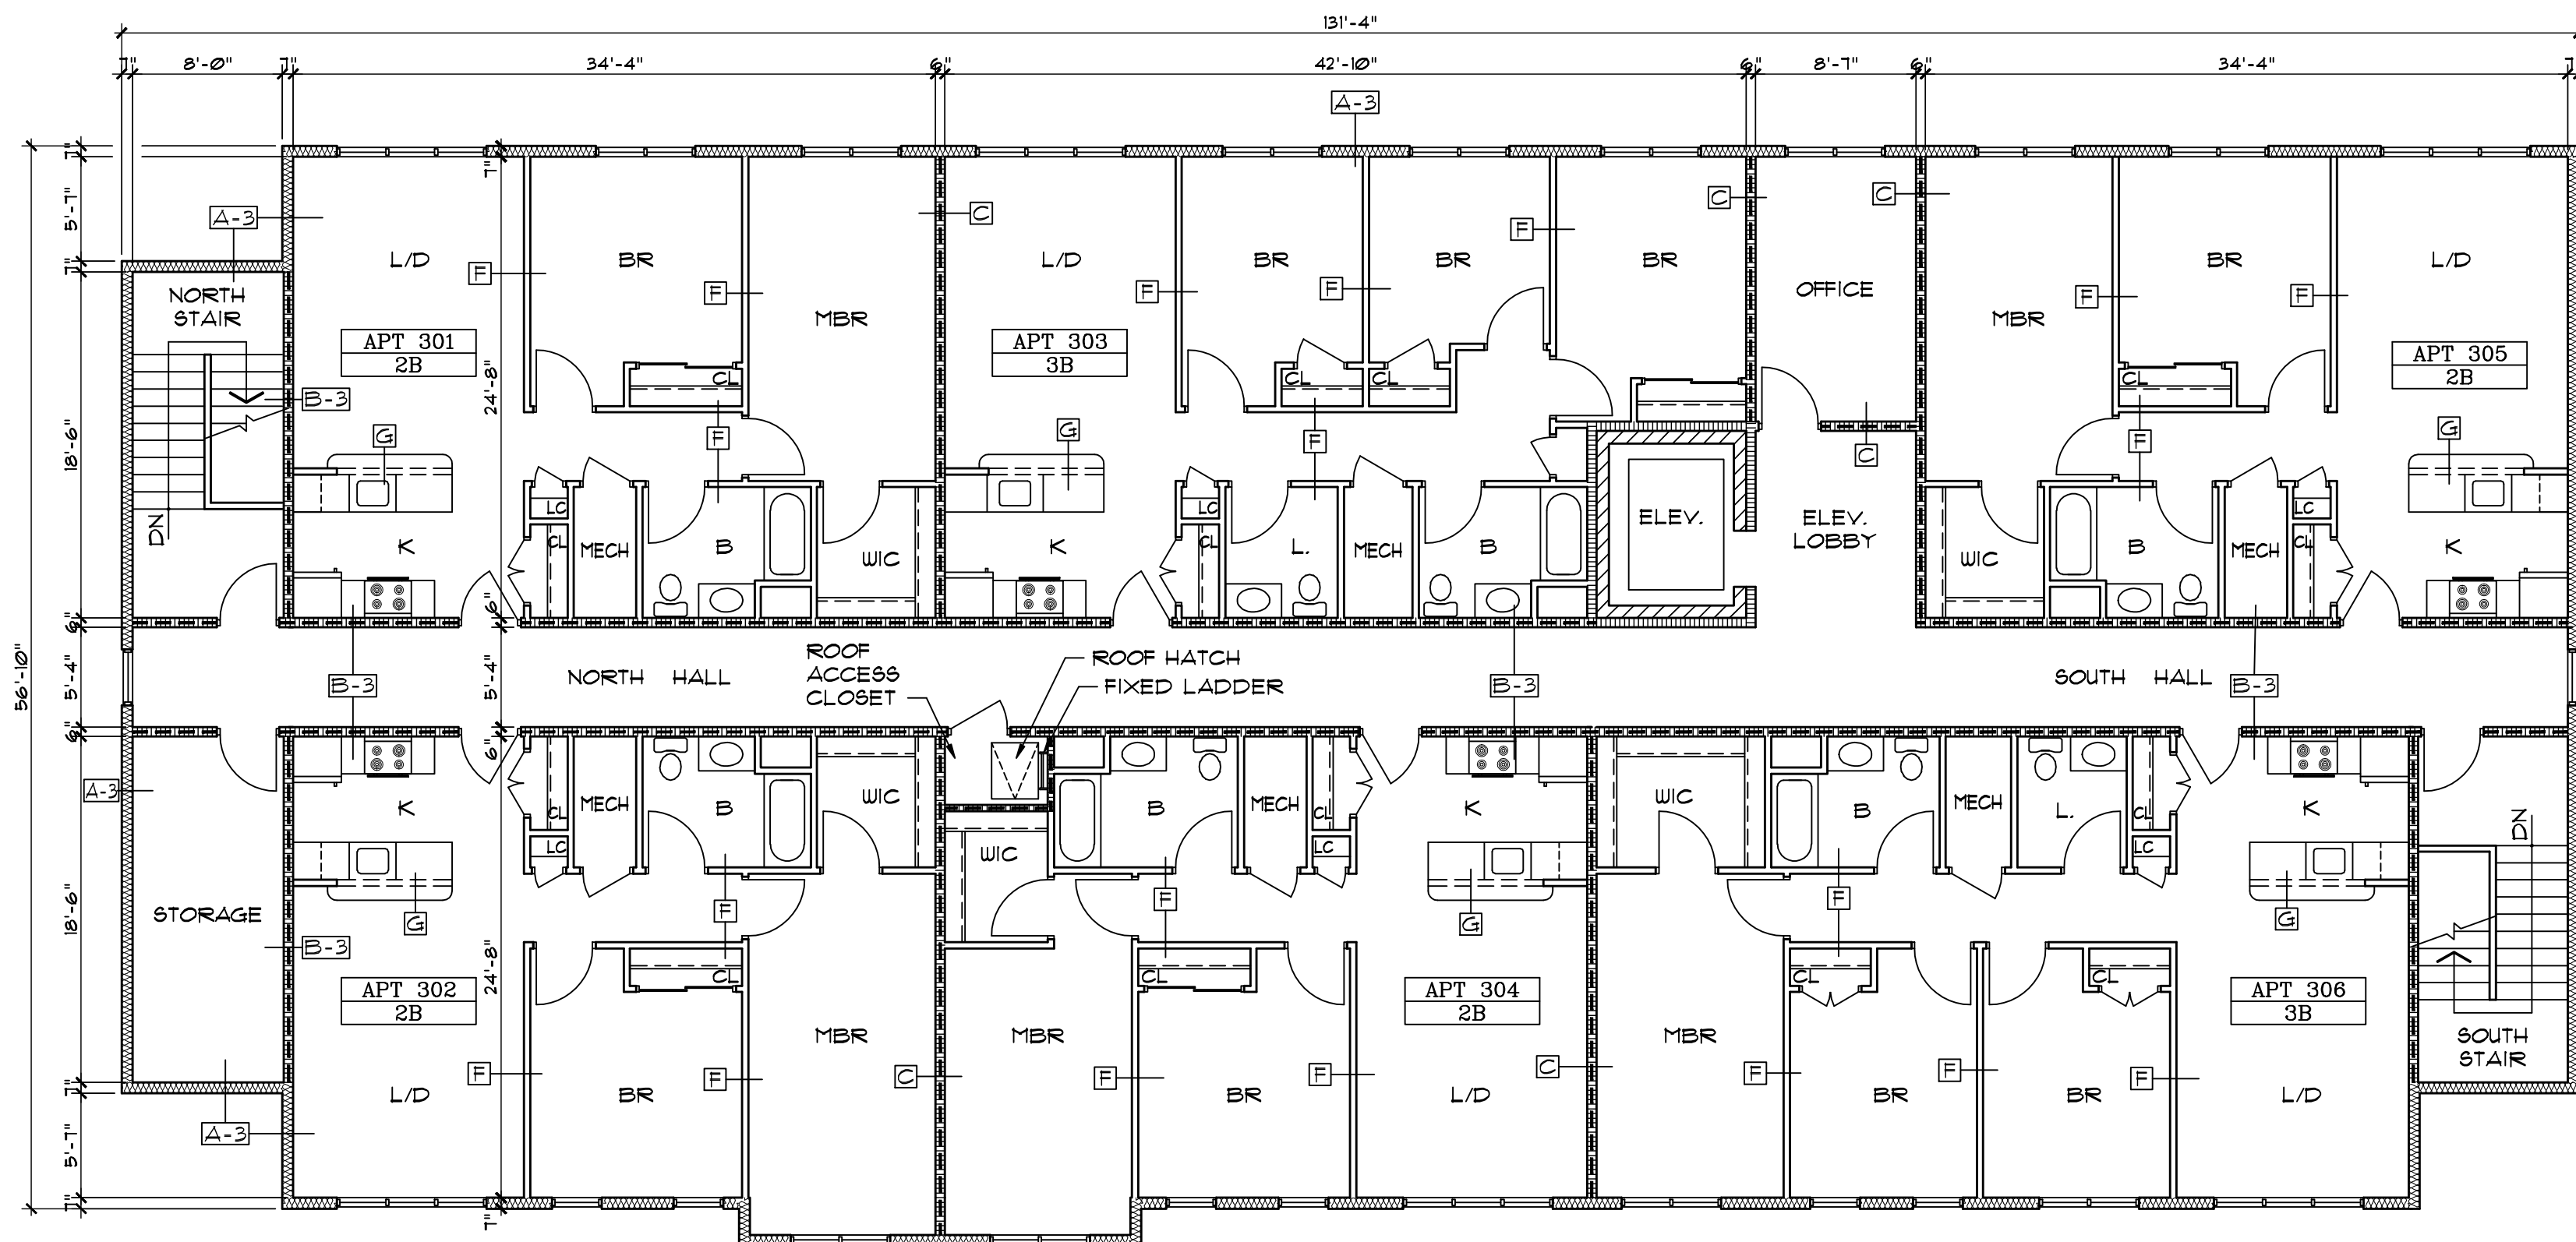 131'-4"
7" 8'-0" 7" 34'-4" 6" 42'-10" 6" 8'-7" 6" 34'-4"
A-3
7"
7"
5'-7"
A-3
C
C
C
F
L/D
BR
L/D
BR
BR
BR
OFFICE
BR
L/D
7"
F
F
F
F
F
F
NORTH
STAIR
MBR
MBR
APT 301
2B
APT 303
3B
APT 305
2B
CL
CL
CL
CL
24'-8"
B-3
18'-6"
G
F
G
F
C
F
G
DN
LC
LC
LC
K
CL
MECH
B
WIC
K
CL
L.
MECH
B
ELEV.
ELEV.
LOBBY
WIC
B
MECH
CL
K
6"
6"
56'-10"
5'-4"
5'-4"
B-3
NORTH HALL
ROOF
ACCESS
CLOSET
ROOF HATCH
FIXED LADDER
B-3
SOUTH HALL
B-3
6"
6"
A-3
K
CL
MECH
B
WIC
WIC
B
MECH
CL
K
WIC
B
MECH
L.
CL
K
DN
LC
LC
LC
18'-6"
STORAGE
G
F
F
G
F
G
B-3
24'-8"
CL
CL
CL
CL
APT 302
2B
APT 304
2B
APT 306
3B
MBR
MBR
MBR
SOUTH
STAIR
F
F
C
F
F
C
F
F
F
7"
L/D
BR
BR
L/D
BR
BR
L/D
A-3
5'-7"
7"
7"